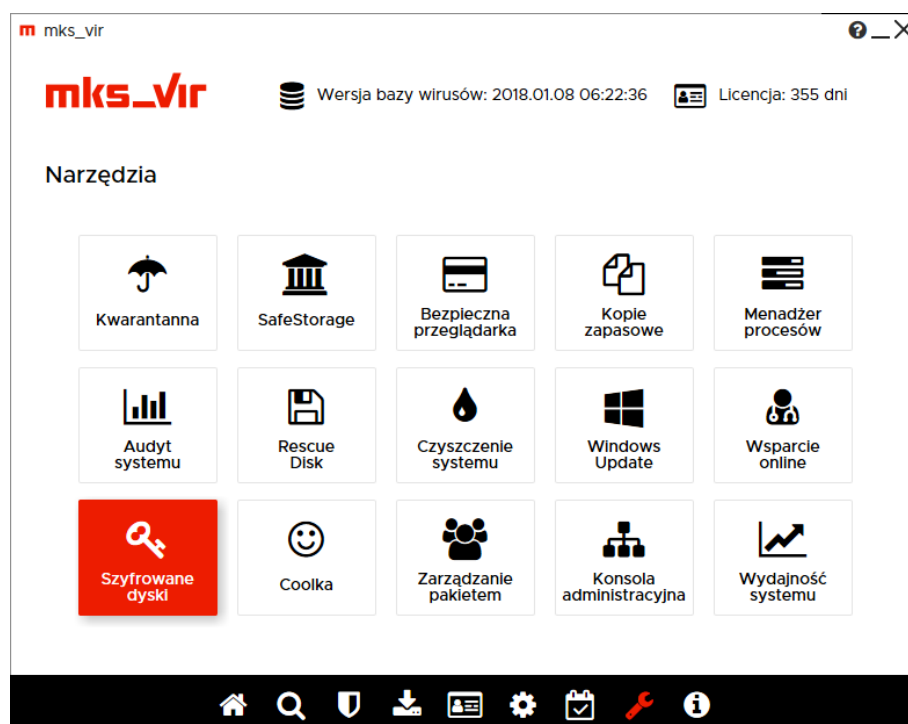 mks_vir
mks_vir
Wersja bazy wirusów: 2018.01.08 06:22:36
Licencja: 355 dni
Narzędzia
Kwarantanna
SafeStorage
Bezpieczna
przeglądarka
Kopie
zapasowe
Menadżer
procesów
Audyt
systemu
Rescue
Disk
Czyszczenie
systemu
Windows
Update
Wsparcie
online
Szyfrowane
dyski
Coolka
Zarządzanie
pakietem
Konsola
administracyjna
Wydajność
systemu